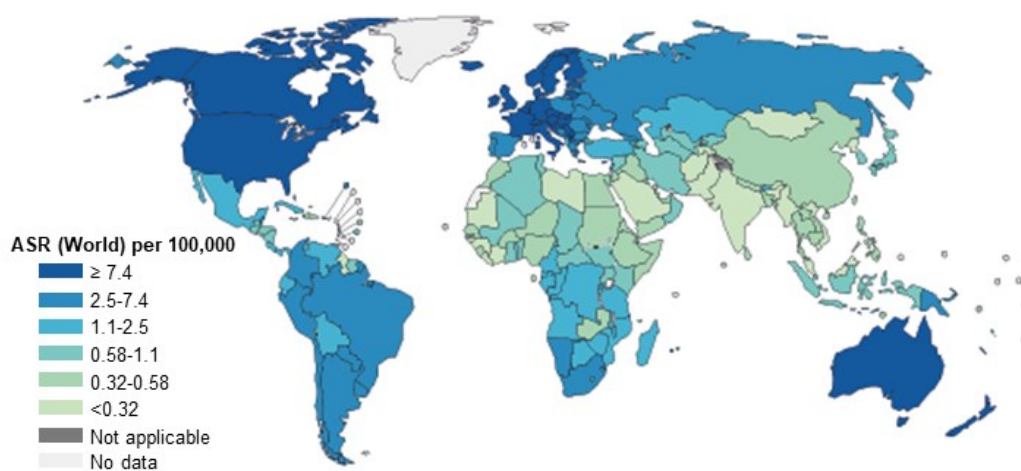 ASR (World) per 100,000
≥ 7.4
2.5-7.4
1.1-2.5
0.58-1.1
0.32-0.58
<0.32
Not applicable
No data